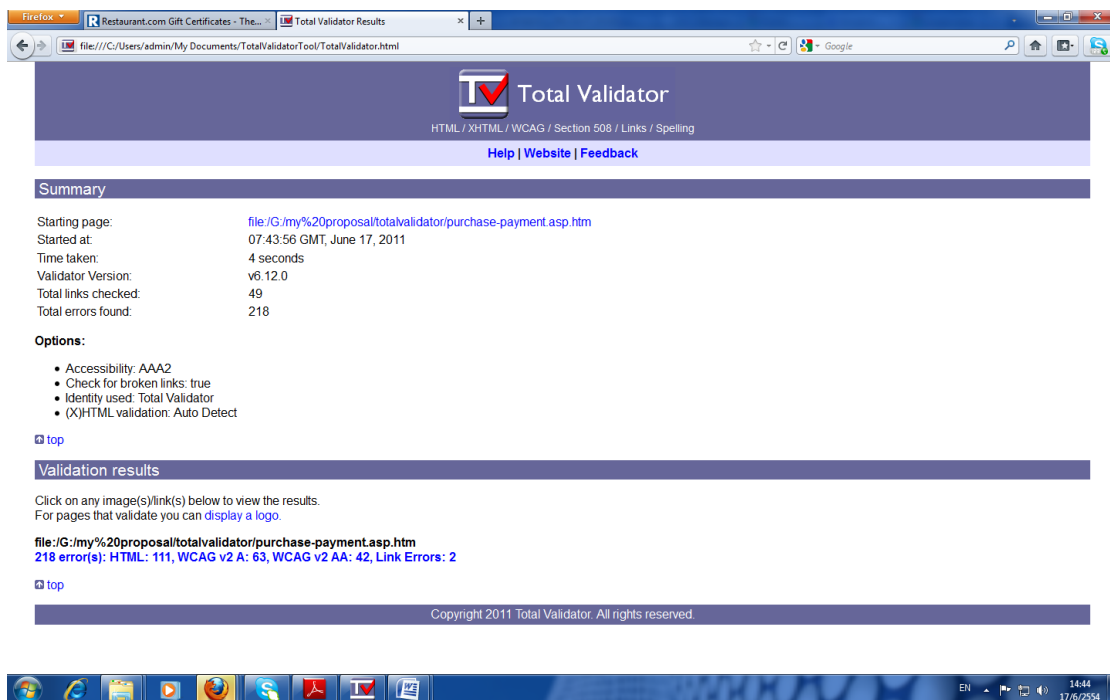 Firefox
Restaurant.com Gift Certificates - The...
Total Validator Results
file:///C:/Users/admin/My Documents/TotalValidatorTool/TotalValidator.html
Google
TV Total Validator
HTML / XHTML / WCAG / Section 508 / Links / Spelling
Help | Website | Feedback
Summary
Starting page: file:/G:/my%20proposal/totalvalidator/purchase-payment.asp.htm
Started at: 07:43:56 GMT, June 17, 2011
Time taken: 4 seconds
Validator Version: v6.12.0
Total links checked: 49
Total errors found: 218
Options:
• Accessibility: AAA2
• Check for broken links: true
• Identity used: Total Validator
• (X)HTML validation: Auto Detect
top
Validation results
Click on any image(s)/link(s) below to view the results.
For pages that validate you can display a logo.
file:/G:/my%20proposal/totalvalidator/purchase-payment.asp.htm
218 error(s): HTML: 111, WCAG v2 A: 63, WCAG v2 AA: 42, Link Errors: 2
top
Copyright 2011 Total Validator. All rights reserved.
EN
14:44
17/6/2554